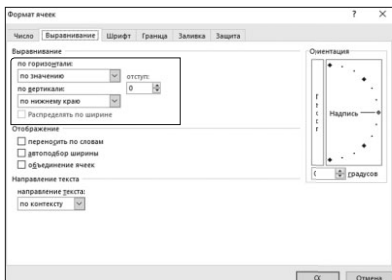 Формат ячеек ? ×
Число Выравнивание Шрифт Граница Заливка Защита
Выравнивание
по горизонтали:
по значению
отступ:
по вертикали:
0
по нижнему краю
Распределять по ширине
Отображение
переносить по словам
автоподбор ширины
объединение ячеек
Направление текста
направление текста:
по контексту
Ориентация
Надпись
градусов
Отмена